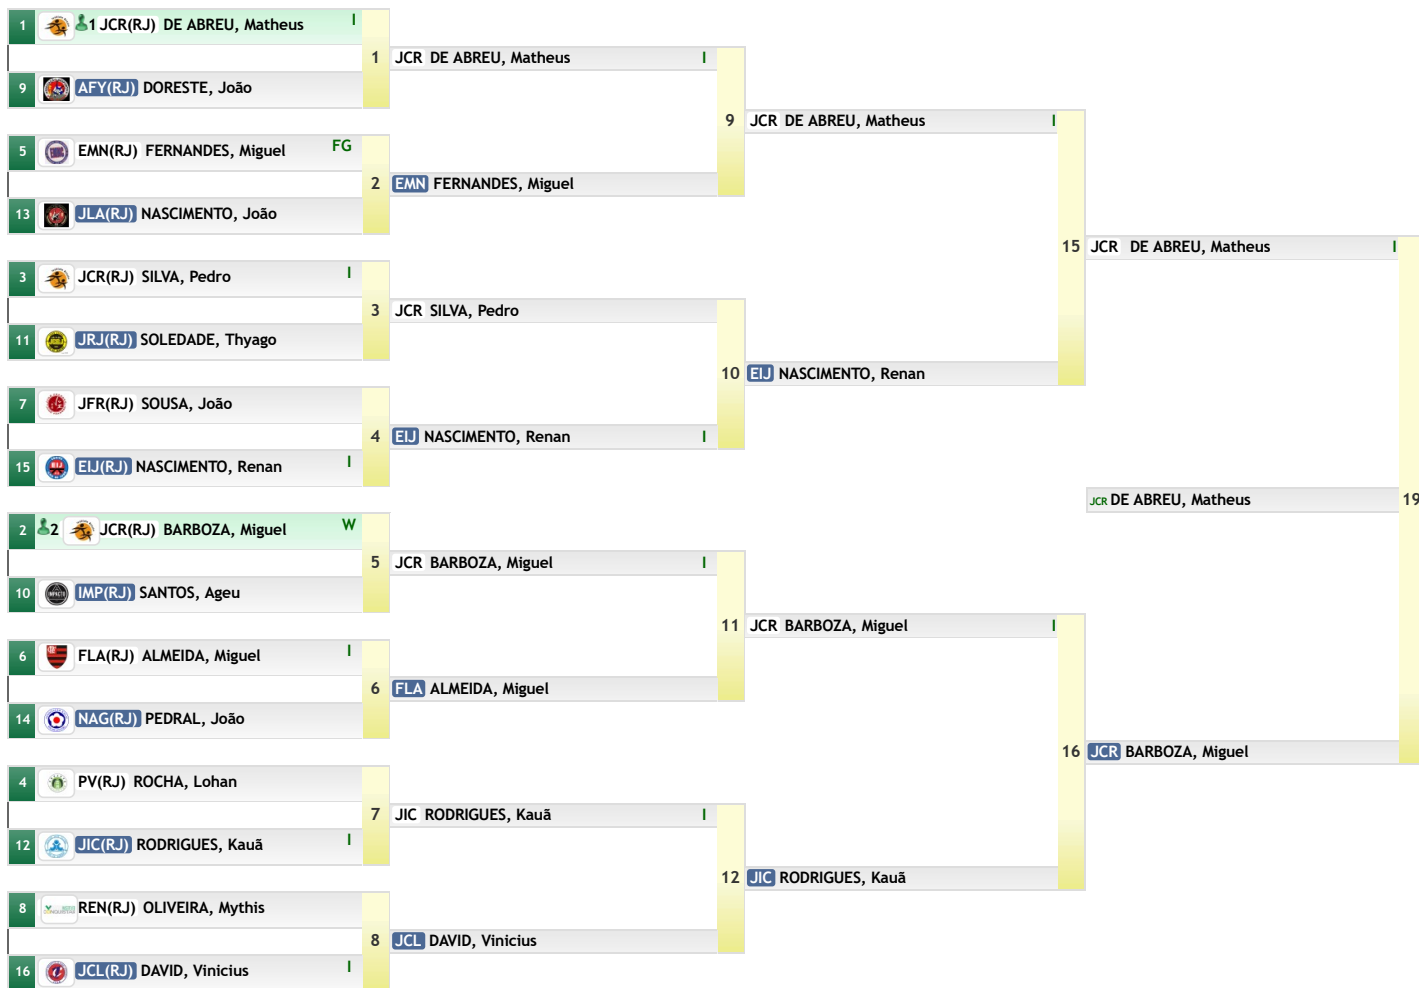 1 1 JCR(RJ) DE ABREU, Matheus I
1 JCR DE ABREU, Matheus I
9 AFY(RJ) DORESTE, João
9 JCR DE ABREU, Matheus I
5 EMN(RJ) FERNANDES, Miguel FG
2 EMN FERNANDES, Miguel
13 JLA(RJ) NASCIMENTO, João
15 JCR DE ABREU, Matheus I
3 JCR(RJ) SILVA, Pedro I
3 JCR SILVA, Pedro
11 JRJ(RJ) SOLEDADE, Thyago
10 EIJ NASCIMENTO, Renan
7 JFR(RJ) SOUSA, João
4 EIJ NASCIMENTO, Renan I
15 EIJ(RJ) NASCIMENTO, Renan I
JCR DE ABREU, Matheus 19
2 2 JCR(RJ) BARBOZA, Miguel W
5 JCR BARBOZA, Miguel I
10 IMP(RJ) SANTOS, Ageu
11 JCR BARBOZA, Miguel I
6 FLA(RJ) ALMEIDA, Miguel I
6 FLA ALMEIDA, Miguel
14 NAG(RJ) PEDRAL, João
16 JCR BARBOZA, Miguel
4 PV(RJ) ROCHA, Lohan
7 JIC RODRIGUES, Kauã I
12 JIC(RJ) RODRIGUES, Kauã I
12 JIC RODRIGUES, Kauã
8 REN(RJ) OLIVEIRA, Mythis
8 JCL DAVID, Vinicius
16 JCL(RJ) DAVID, Vinicius I